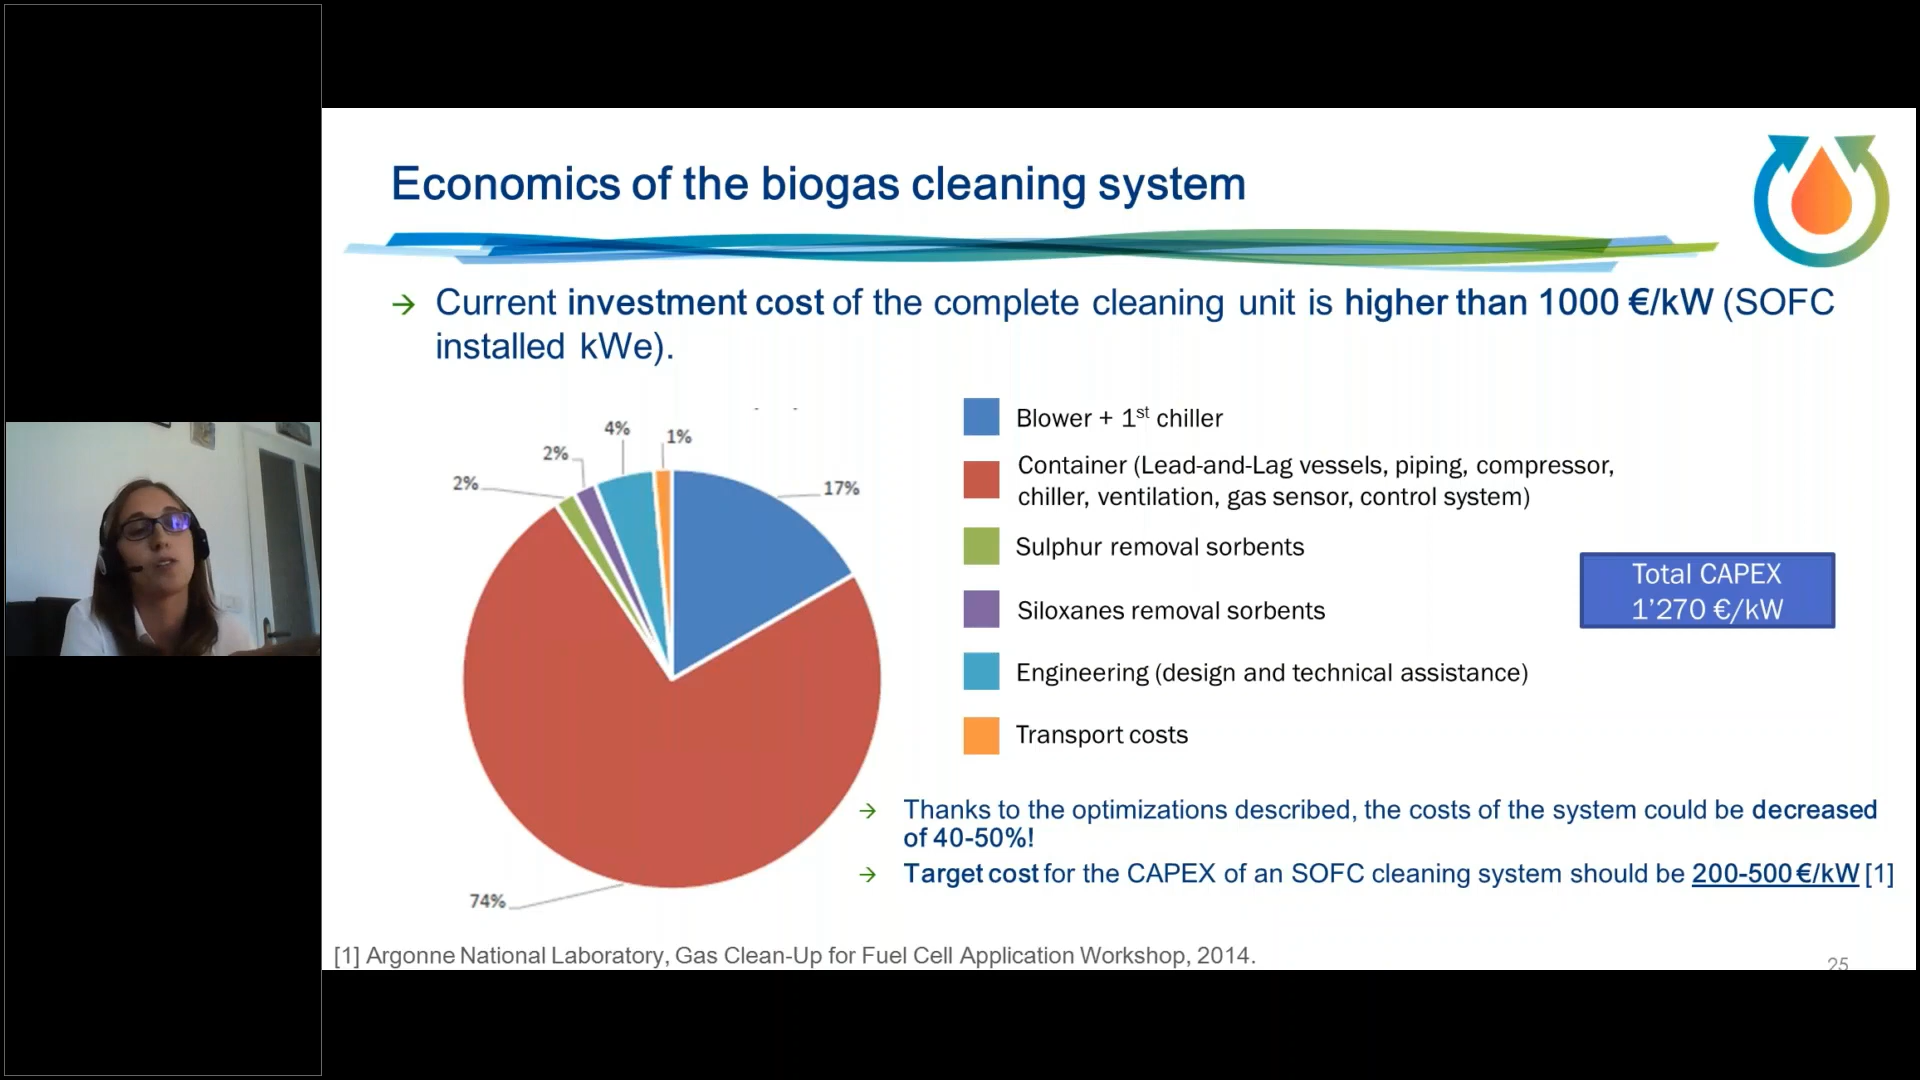 Economics of the biogas cleaning system
→ Current investment cost of the complete cleaning unit is higher than 1000 €/kW (SOFC
installed kWe).
4%
1%
2%
2%
17%
74%
Blower + 1st chiller
Container (Lead-and-Lag vessels, piping, compressor,
chiller, ventilation, gas sensor, control system)
Sulphur removal sorbents
Siloxanes removal sorbents
Engineering (design and technical assistance)
Transport costs
Total CAPEX
1’270 €/kW
→ Thanks to the optimizations described, the costs of the system could be decreased
of 40-50%!
→ Target cost for the CAPEX of an SOFC cleaning system should be 200-500 €/kW [1]
[1] Argonne National Laboratory, Gas Clean-Up for Fuel Cell Application Workshop, 2014.
25